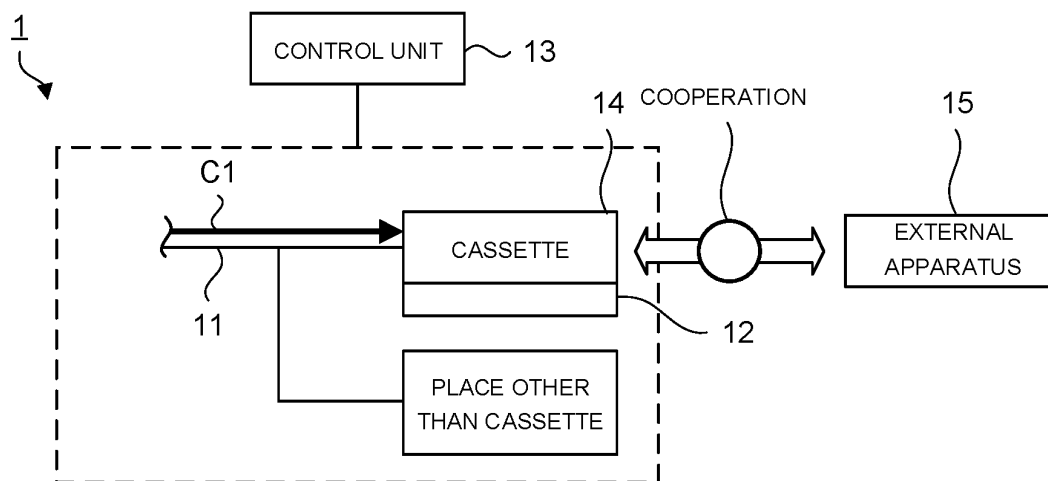 1
CONTROL UNIT
13
14
COOPERATION
15
C1
CASSETTE
EXTERNAL
APPARATUS
11
12
PLACE OTHER
THAN CASSETTE